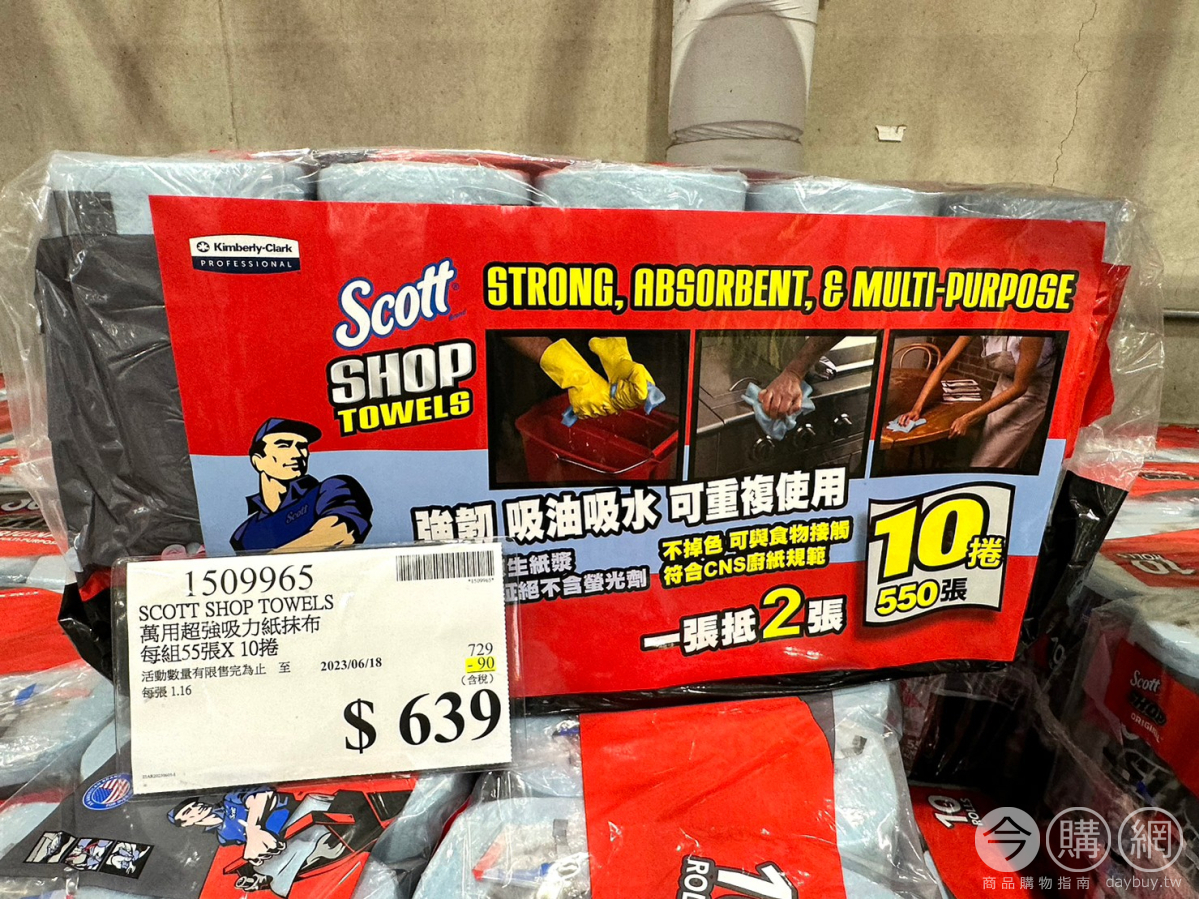 Kimberly-Clark
PROFESSIONAL
Scott
SHOP
TOWELS
STRONG, ABSORBENT, & MULTI-PURPOSE
強韌 吸油吸水 可重複使用
生紙漿
絕不含螢光劑
不掉色 可與食物接觸
符合CNS廚紙規範
一張抵2張
10捲
550張
Scott
1509965
SCOTT SHOP TOWELS
萬用超強吸力紙抹布
每組55張X 10捲
活動數量有限售完為止 至 2023/06/18
每張 1.16
729
- 90
(含稅)
$ 639
Scott
SHOP
ORIGINAL
10
今購網
商品購物指南 / daybuy.tw